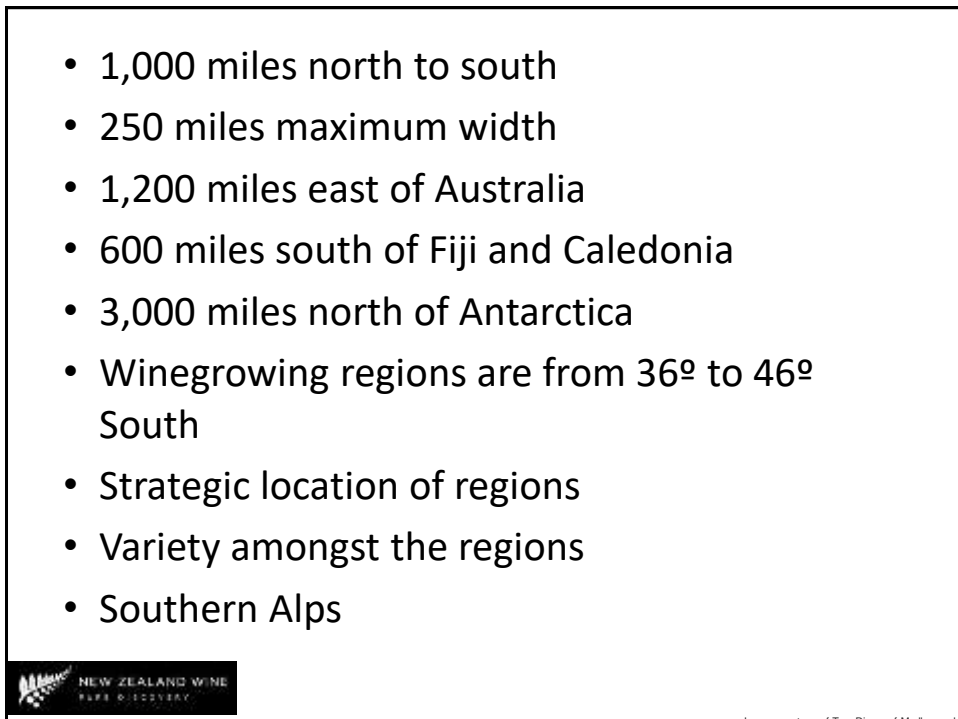 • 1,000 miles north to south
• 250 miles maximum width
• 1,200 miles east of Australia
• 600 miles south of Fiji and Caledonia
• 3,000 miles north of Antarctica
• Winegrowing regions are from 36º to 46º
South
• Strategic location of regions
• Variety amongst the regions
• Southern Alps
NEW ZEALAND WINE
PURE DISCOVERY